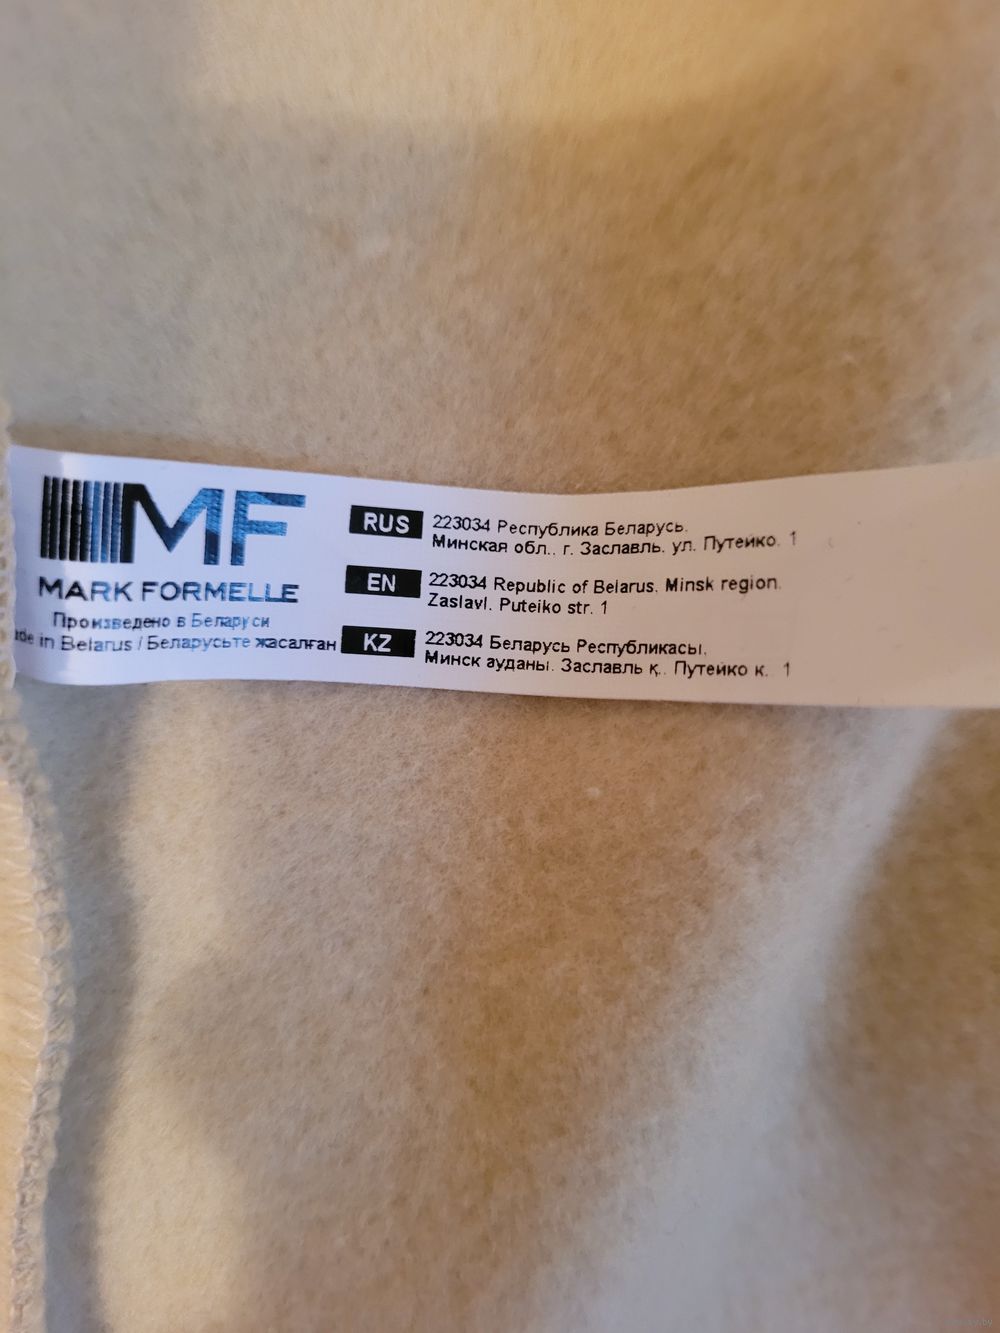 MF
MARK FORMELLE
Произведено в Беларуси
in Belarus / Беларусьте жасалған
RUS
223034 Республика Беларусь.
Минская обл.. г. Заславль. ул. Путейко. 1
EN
223034 Republic of Belarus. Minsk region.
Zaslavl. Puteiko str. 1
KZ
223034 Беларусь Республикасы.
Минск ауданы. Заславль қ.. Путейко к. 1